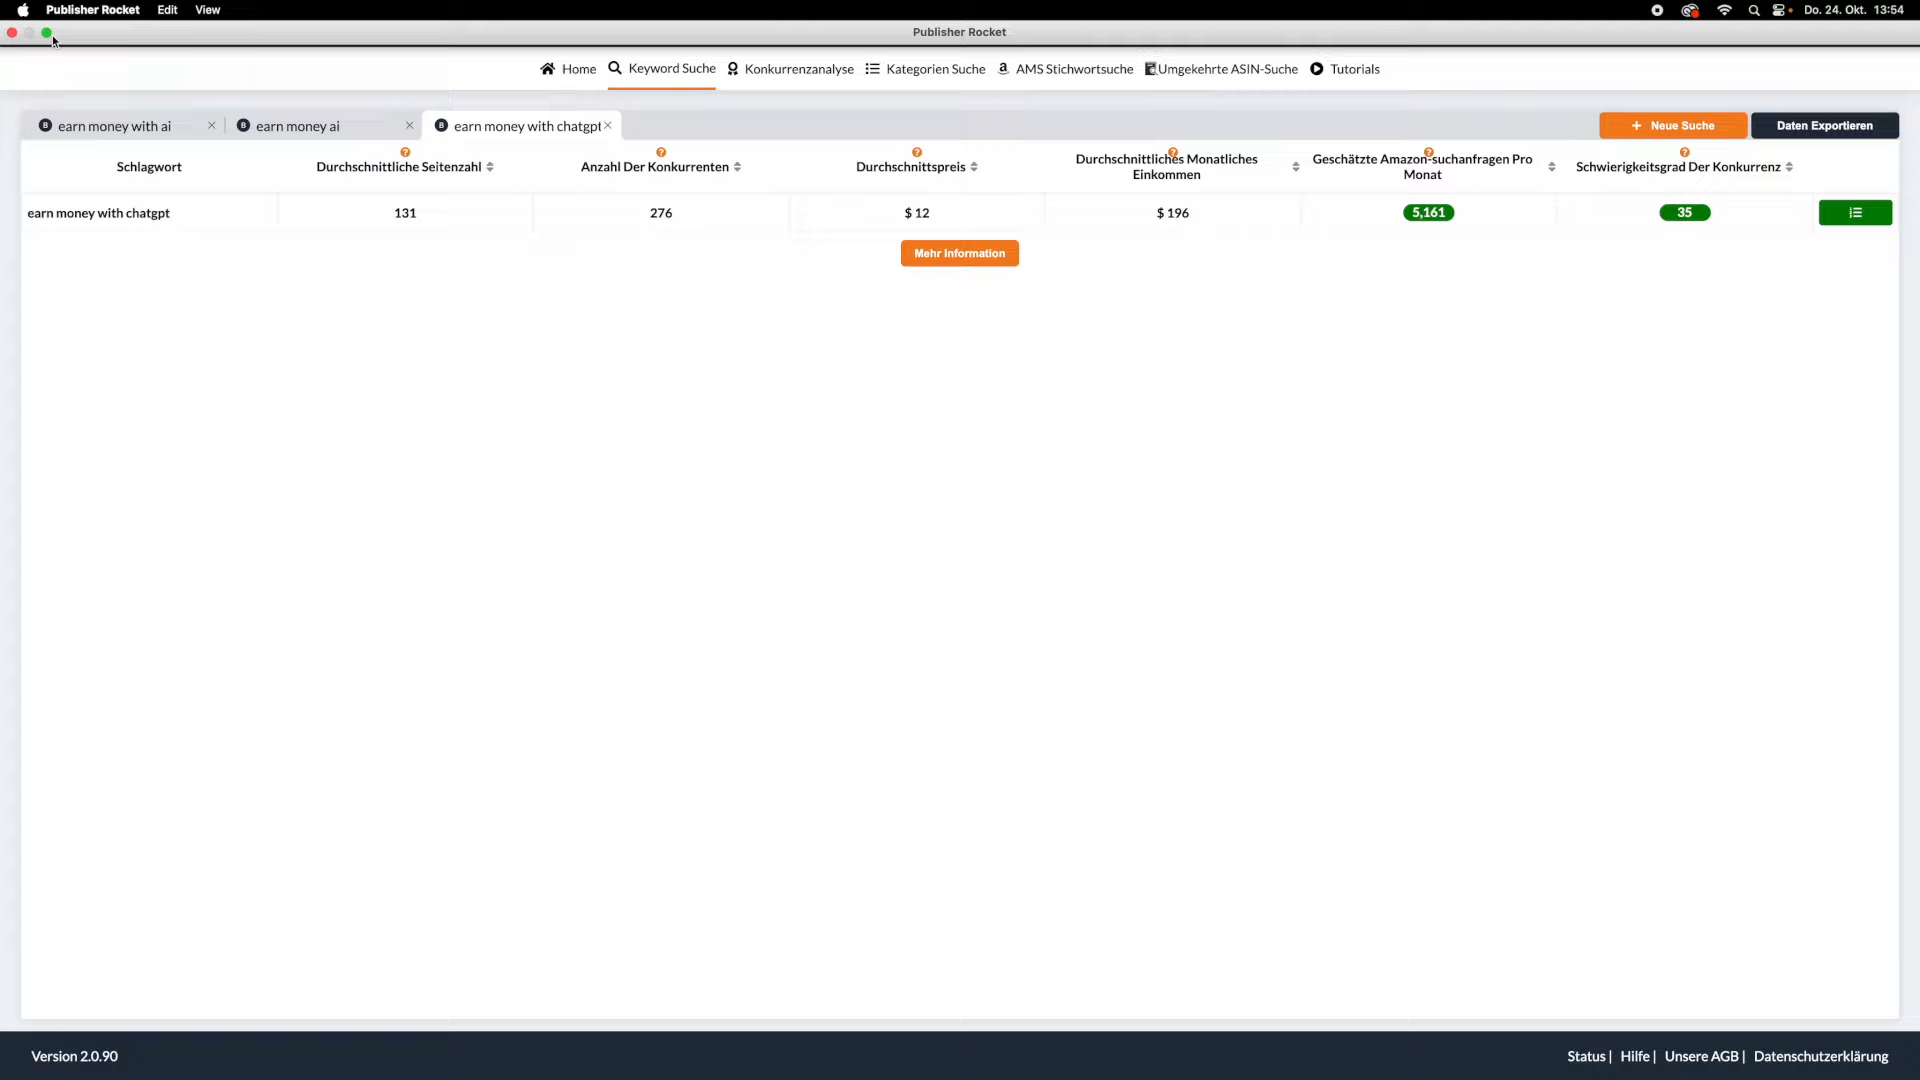 Publisher Rocket Edit View Do. 24. Okt. 13:54
Publisher Rocket
Home Keyword Suche Konkurrenzanalyse Kategorien Suche AMS Stichwortsuche Umgekehrte ASIN-Suche Tutorials
earn money with ai earn money ai earn money with chatgpt + Neue Suche Daten Exportieren
Schlagwort Durchschnittliche Seitenzahl Anzahl Der Konkurrenten Durchschnittspreis Durchschnittliches Monatliches Einkommen Geschätzte Amazon-suchanfragen Pro Monat Schwierigkeitsgrad Der Konkurrenz
earn money with chatgpt 131 276 $ 12 $ 196 5,161 35
Mehr Information
Version 2.0.90 Status | Hilfe | Unsere AGB | Datenschutzerklärung